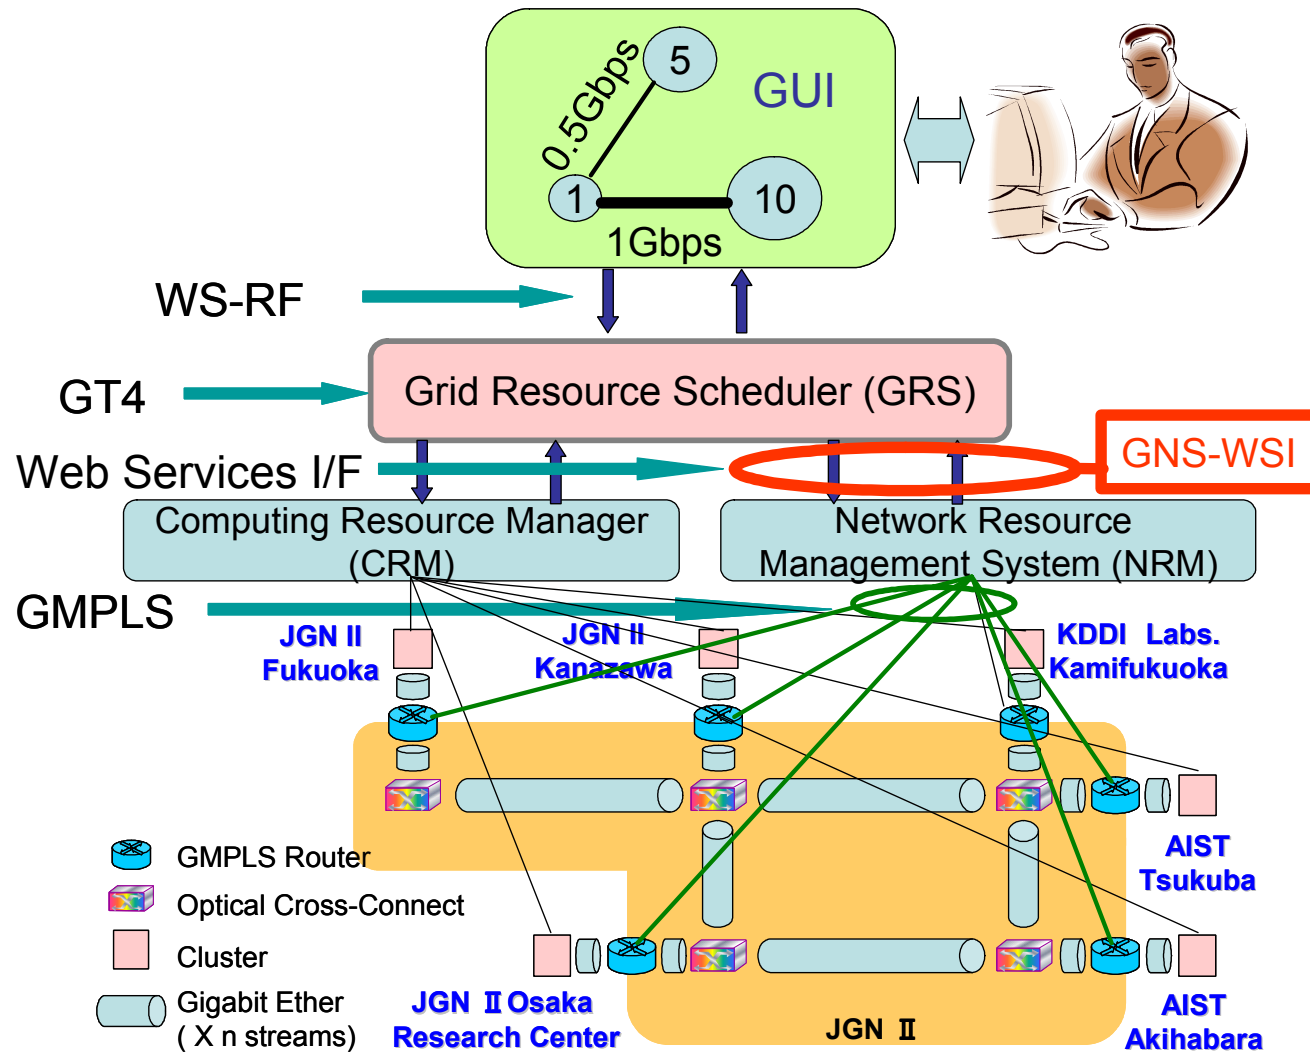 5
GUI
0.5Gbps
1
10
1Gbps
WS-RF
GT4
Grid Resource Scheduler (GRS)
Web Services I/F
GNS-WSI
Computing Resource Manager
(CRM)
Network Resource
Management System (NRM)
GMPLS
JGN II
Fukuoka
JGN II
Kanazawa
KDDI Labs.
Kamifukuoka
AIST
Tsukuba
GMPLS Router
Optical Cross-Connect
Cluster
Gigabit Ether
( X n streams)
JGN Ⅱ Osaka
Research Center
JGN Ⅱ
AIST
Akihabara